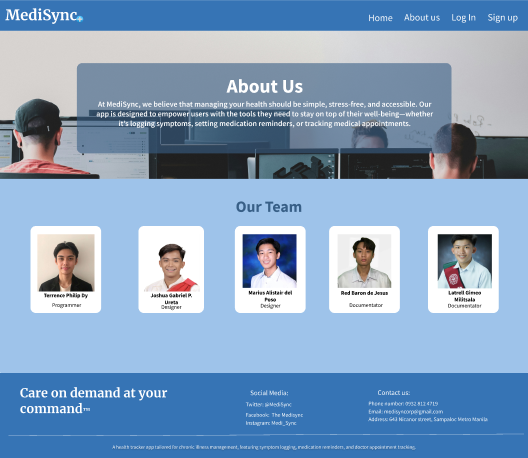 MediSync
Home About us Log In Sign up
About Us
At MediSync, we believe that managing your health should be simple, stress-free, and accessible. Our
app is designed to empower users with the tools they need to stay on top of their well-being—whether
it's logging symptoms, setting medication reminders, or tracking medical appointments.
Our Team
Terrence Philip Dy
Programmer
Joshua Gabriel P.
Ureta
Designer
Marius Alistair del
Poso
Designer
Red Baron de Jesus
Documentator
Latrell Gimeo
Militsala
Documentator
Care on demand at your
command™
Social Media:
Twitter: @MediSync
Facebook: The Medisync
Instagram: Medi_Sync
Contact us:
Phone number: 0932 812 4719
Email: medisyncorp@gmail.com
Address: 643 Nicanor street, Sampaloc Metro Manila
A health tracker app tailored for chronic illness management, featuring symptom logging, medication reminders, and doctor appointment tracking.